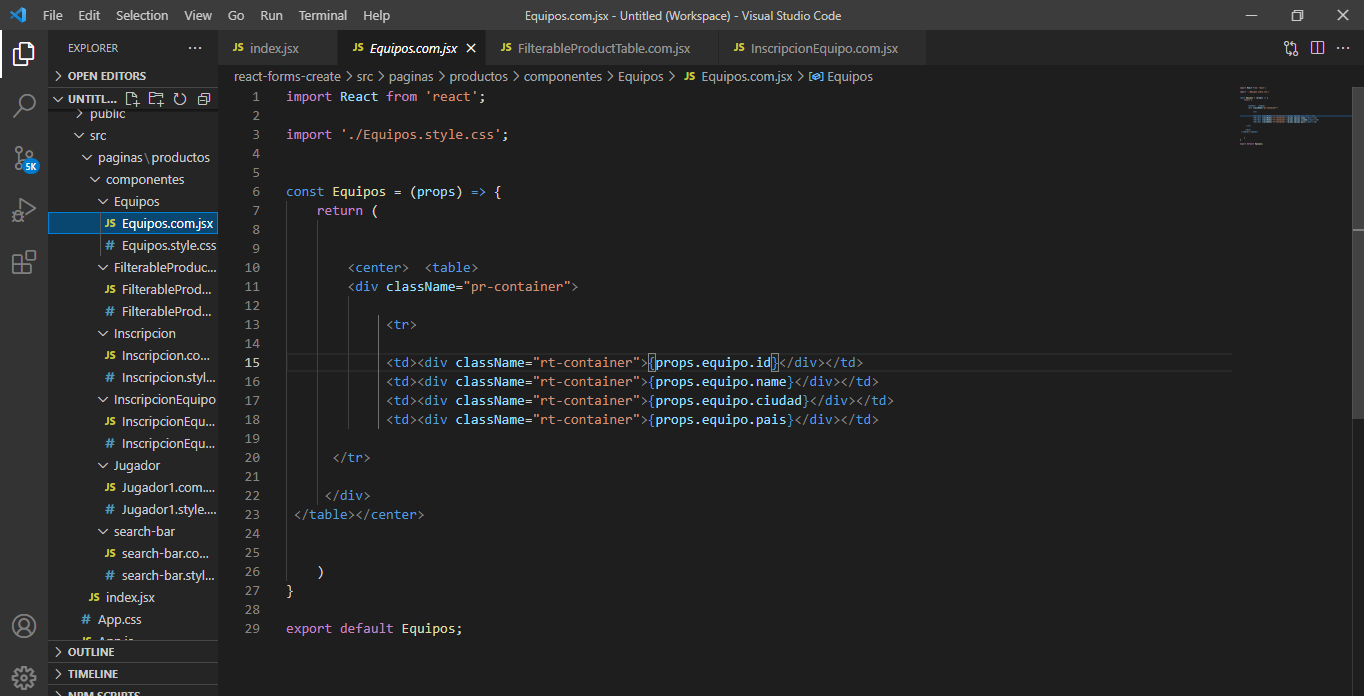 File Edit Selection View Go Run Terminal Help Equipos.com.jsx - Untitled (Workspace) - Visual Studio Code
EXPLORER ···
JS index.jsx JS Equipos.com.jsx JS FilterableProductTable.com.jsx JS InscripcionEquipo.com.jsx
OPEN EDITORS
UNTITL...
public
src
paginas\productos
componentes
Equipos
JS Equipos.com.jsx
# Equipos.style.css
FilterableProduc...
JS FilterableProd...
# FilterableProd...
Inscripcion
JS Inscripcion.co...
# Inscripcion.styl...
InscripcionEquipo
JS InscripcionEqu...
# InscripcionEqu...
Jugador
JS Jugador1.com....
# Jugador1.style....
search-bar
JS search-bar.co...
# search-bar.styl...
JS index.jsx
# App.css
OUTLINE
TIMELINE
NPM SCRIPTS
5K
react-forms-create > src > paginas > productos > componentes > Equipos > JS Equipos.com.jsx > Equipos
1 import React from 'react';
2
3 import './Equipos.style.css';
4
5
6 const Equipos = (props) => {
7 return (
8
9
10 <center> <table>
11 <div className="pr-container">
12
13 <tr>
14
15 <td><div className="rt-container">{props.equipo.id}</div></td>
16 <td><div className="rt-container">{props.equipo.name}</div></td>
17 <td><div className="rt-container">{props.equipo.ciudad}</div></td>
18 <td><div className="rt-container">{props.equipo.pais}</div></td>
19
20 </tr>
21
22 </div>
23 </table></center>
24
25
26 )
27 }
28
29 export default Equipos;